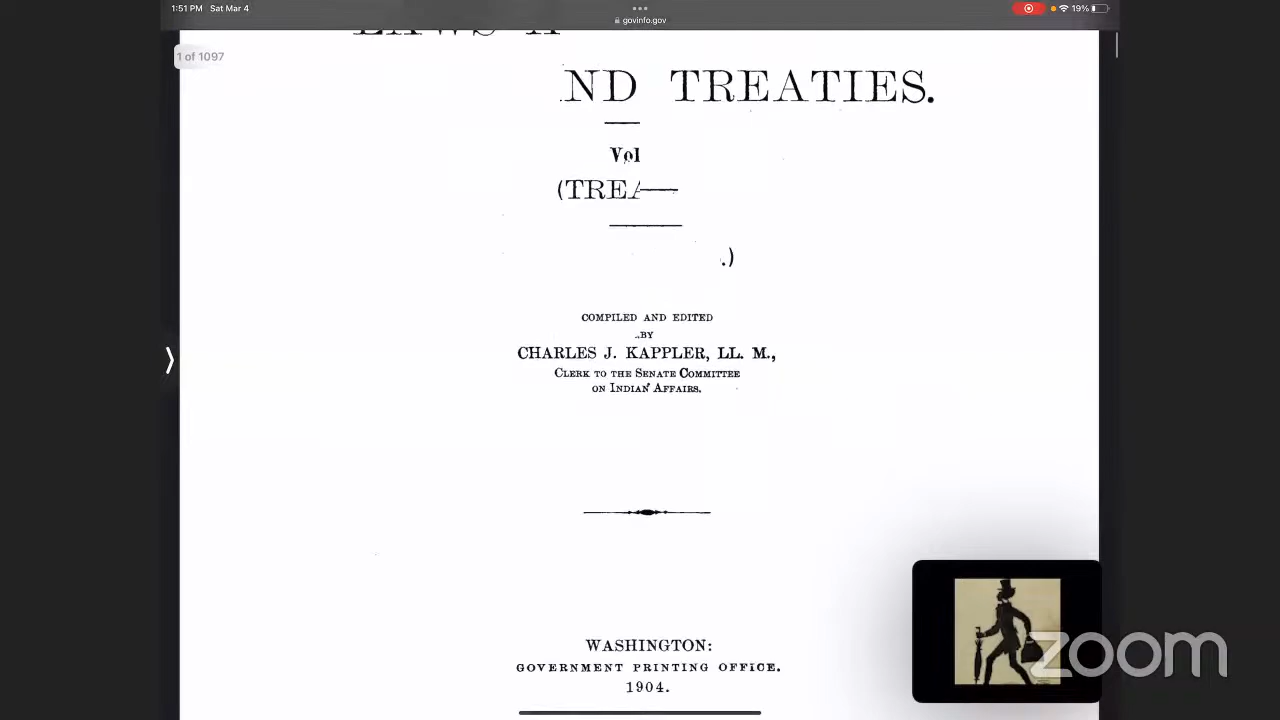 1:51 PM Sat Mar 4
govinfo.gov
19%
1 of 1097
ND TREATIES.
Vol
(TREA
.)
COMPILED AND EDITED
BY
CHARLES J. KAPPLER, LL. M.,
CLERK TO THE SENATE COMMITTEE
ON INDIAN AFFAIRS.
WASHINGTON:
GOVERNMENT PRINTING OFFICE.
1904.
zoom